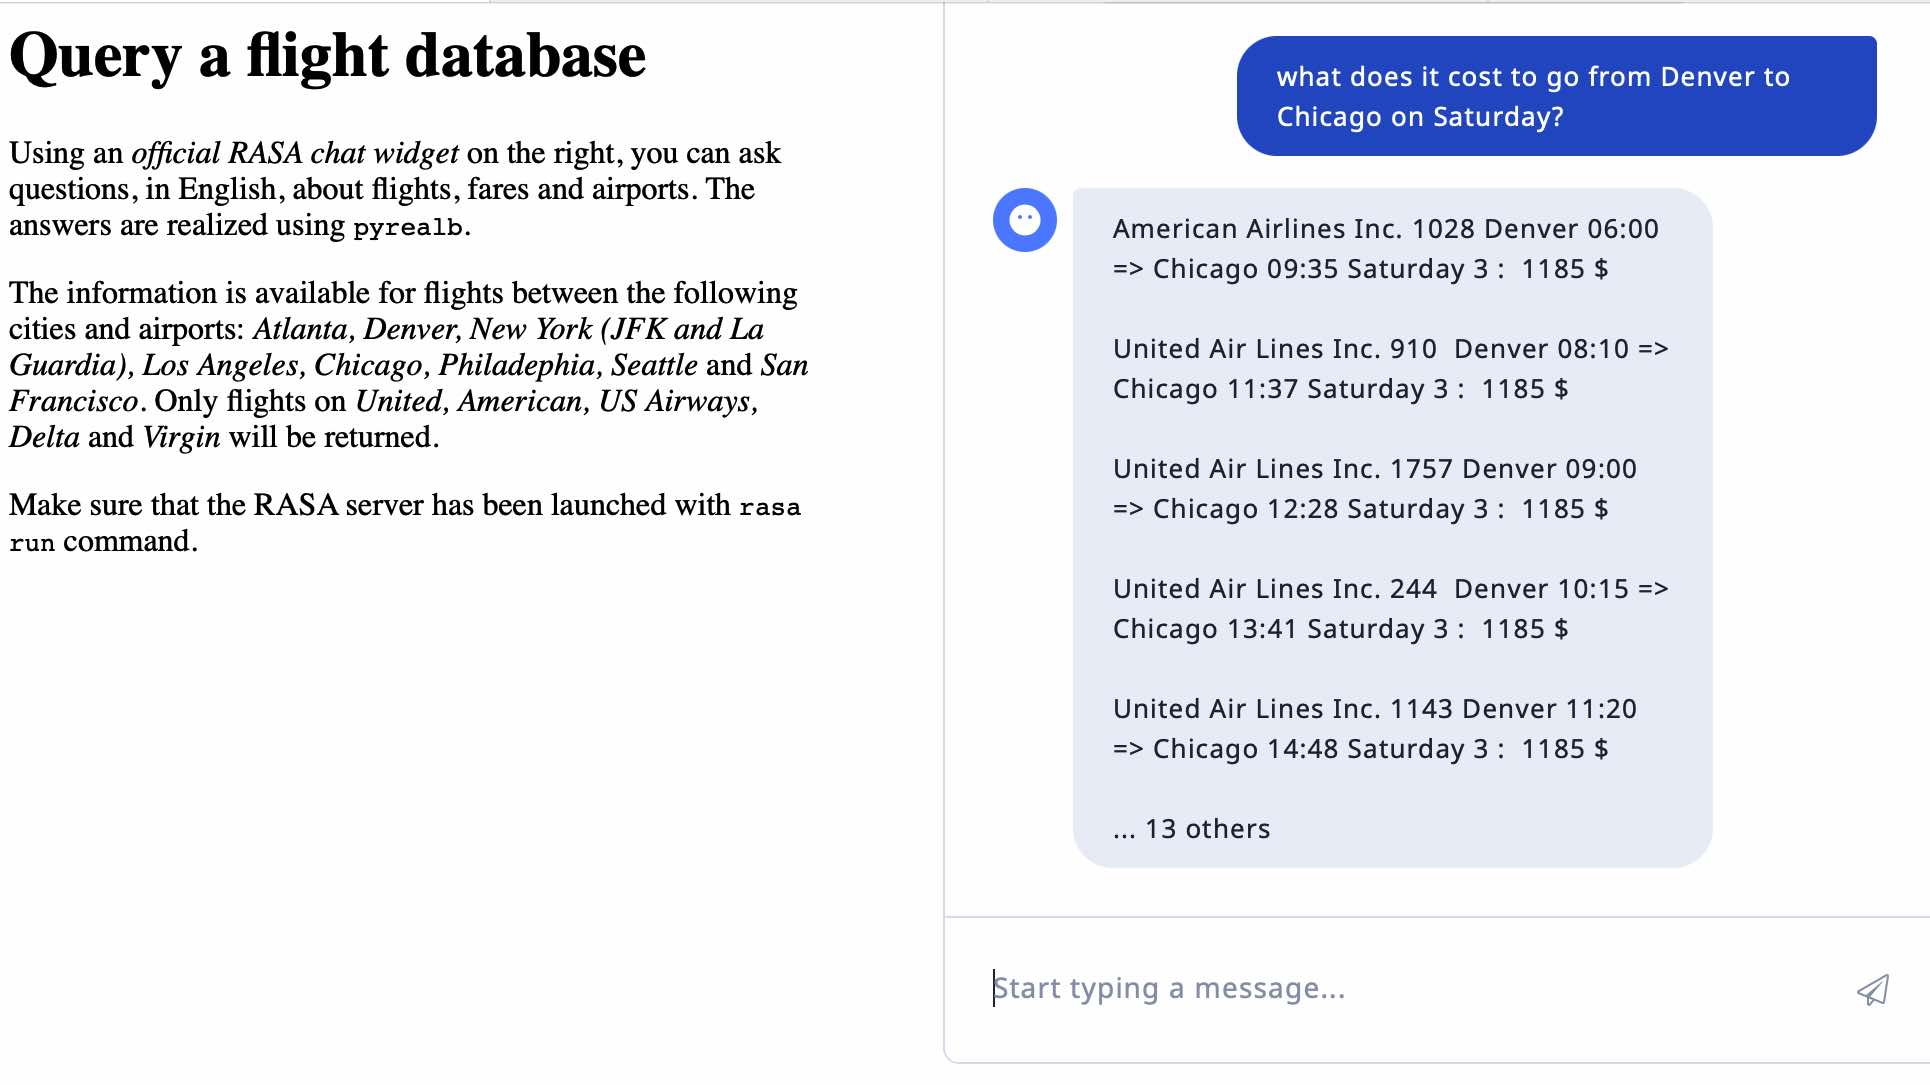 Query a flight database
Using an official RASA chat widget on the right, you can ask
questions, in English, about flights, fares and airports. The
answers are realized using pyrealb.
The information is available for flights between the following
cities and airports: Atlanta, Denver, New York (JFK and La
Guardia), Los Angeles, Chicago, Philadephia, Seattle and San
Francisco. Only flights on United, American, US Airways,
Delta and Virgin will be returned.
Make sure that the RASA server has been launched with rasa
run command.
what does it cost to go from Denver to
Chicago on Saturday?
American Airlines Inc. 1028 Denver 06:00
=> Chicago 09:35 Saturday 3 :  1185 $
United Air Lines Inc. 910  Denver 08:10 =>
Chicago 11:37 Saturday 3 :  1185 $
United Air Lines Inc. 1757 Denver 09:00
=> Chicago 12:28 Saturday 3 :  1185 $
United Air Lines Inc. 244  Denver 10:15 =>
Chicago 13:41 Saturday 3 :  1185 $
United Air Lines Inc. 1143 Denver 11:20
=> Chicago 14:48 Saturday 3 :  1185 $
... 13 others
Start typing a message...